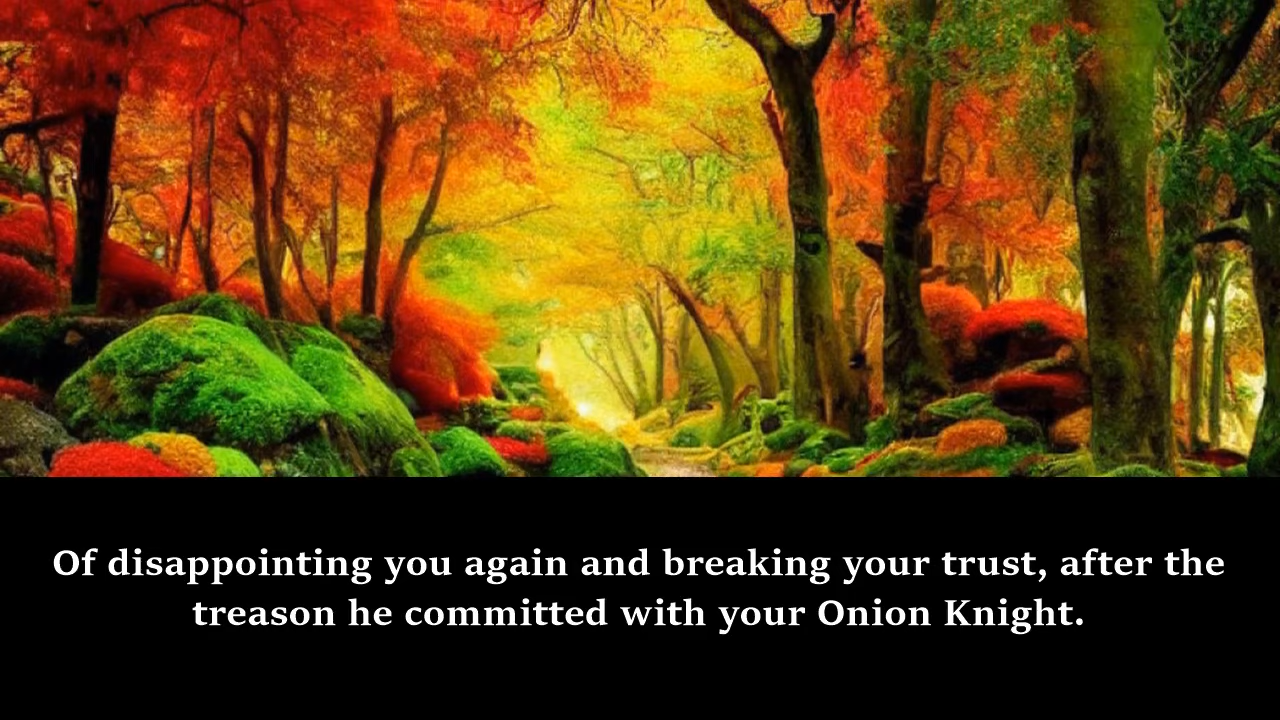 Of disappointing you again and breaking your trust, after the
treason he committed with your Onion Knight.